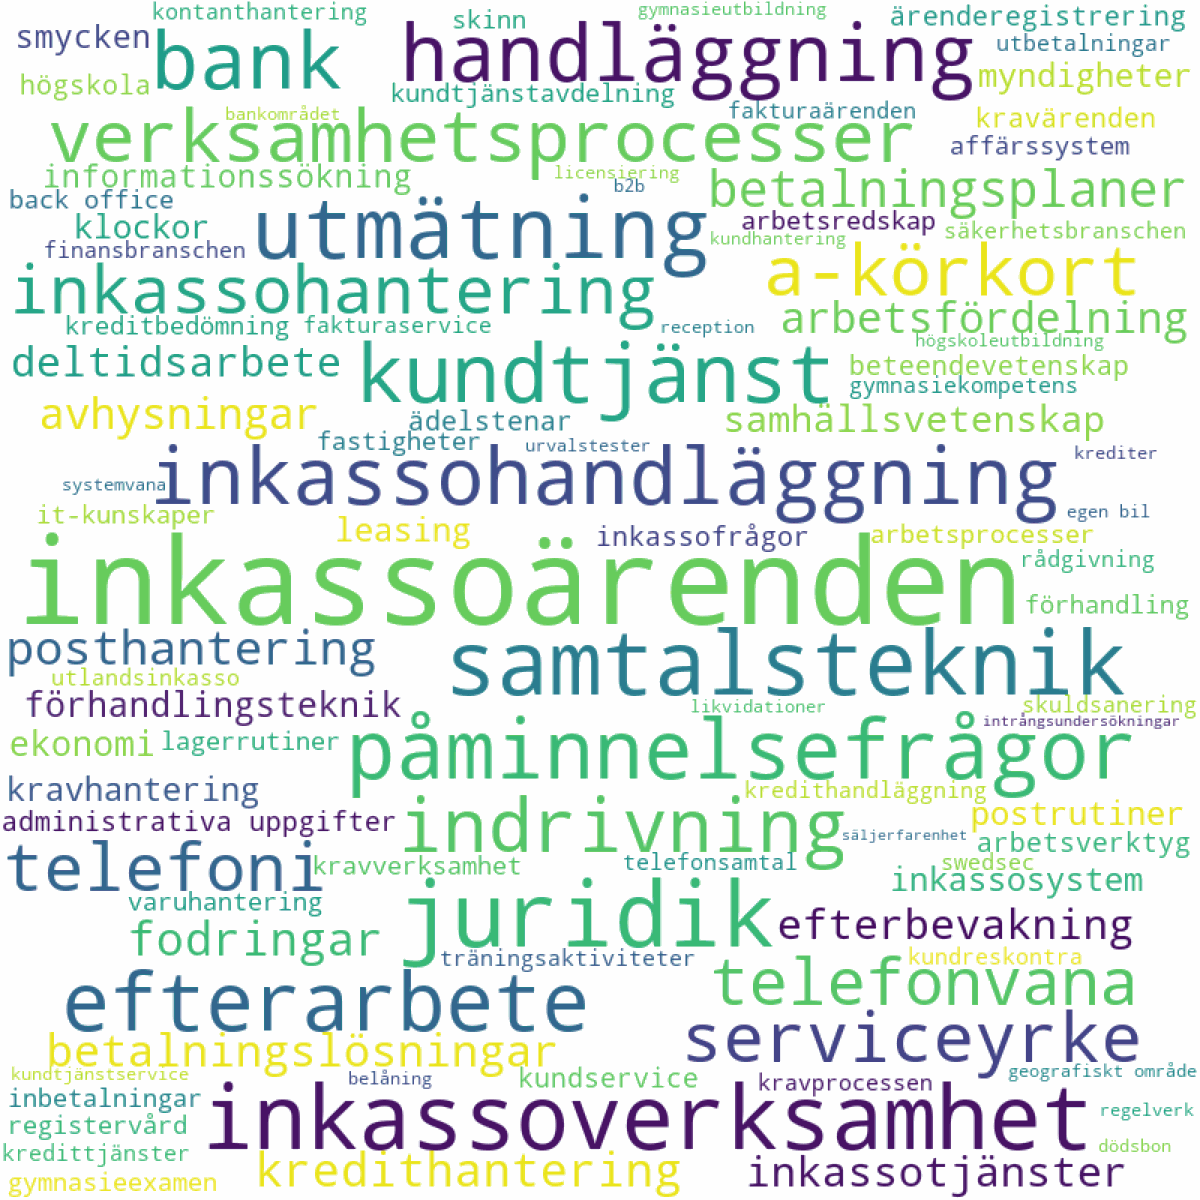 kontanthantering
skinn
gymnasieutbildning
ärenderegistrering
smycken
bank
handläggning
utbetalningar
högskola
kundtjänstavdelning
myndigheter
bankområdet
fakturaärenden
kravärenden
verksamhetsprocesser
affärssystem
informationssökning
licensiering
b2b
betalningsplaner
back office
klockor
utmätning
arbetsredskap
säkerhetsbranschen
finansbranschen
kundhantering
a-körkort
inkassohantering
kreditbedömning
fakturaservice
reception
arbetsfördelning
högskoleutbildning
deltidsarbete
kundtjänst
beteendevetenskap
gymnasiekompetens
avhysningar
ädelstenar
samhällsvetenskap
fastigheter
urvalstester
krediter
systemvana
inkassohandläggning
it-kunskaper
leasing
inkassofrågor
egen bil
arbetsprocesser
inkassoärenden
rådgivning
förhandling
posthantering
samtalsteknik
utlandsinkasso
förhandlingsteknik
likvidationer
skuldsanering
intrångsundersökningar
ekonomi
lagerrutiner
påminnelsefrågor
kravhantering
kredithandläggning
administrativa uppgifter
indrivning
postrutiner
säljerfarenhet
arbetsverktyg
telefoni
kravverksamhet
telefonsamtal
swedsec
inkassosystem
varuhantering
juridik
efterbevakning
fodringar
träningsaktiviteter
kundreskontra
efterarbete
telefonvana
betalningslösningar
serviceyrke
kundtjänstservice
belåning
kundservice
kravprocessen
geografiskt område
inbetalningar
inkassoverksamhet
regelverk
registervård
kredittjänster
dödsbon
gymnasieexamen
kredithantering
inkassotjänster